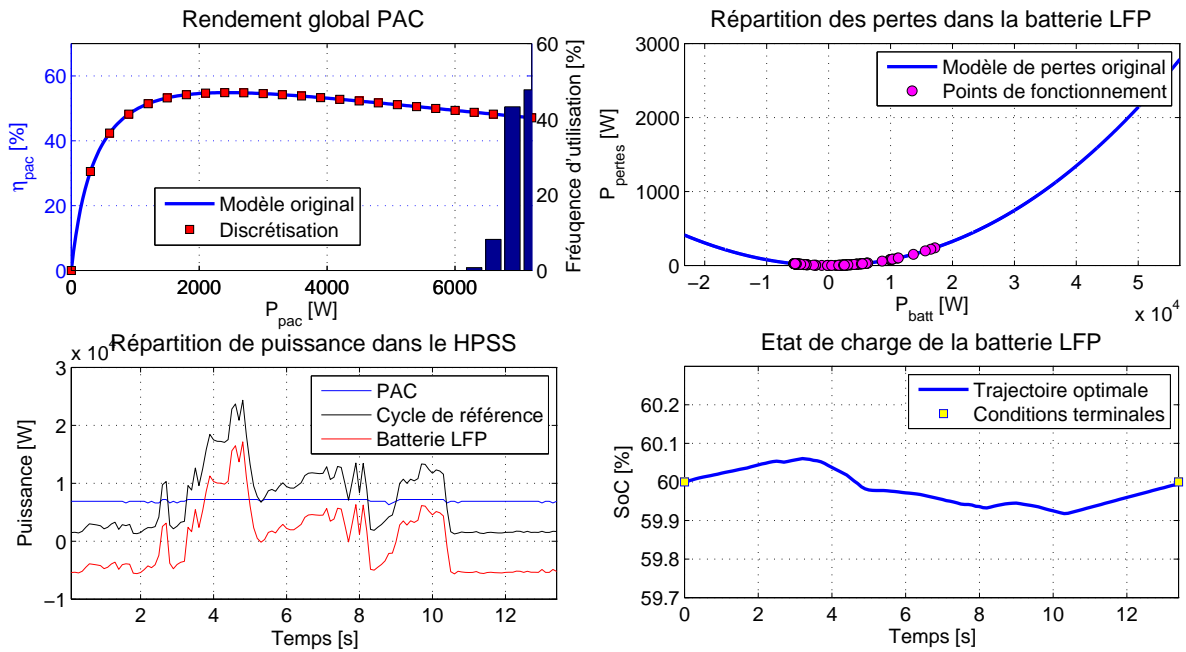 Rendement global PAC
60
40
20
0
η_pac [%]
60
40
20
0
Fréuqence d'utilisation [%]
Modèle original
Discrétisation
0 2000 4000 6000
P_pac [W]
Répartition des pertes dans la batterie LFP
3000
2000
1000
0
P_pertes [W]
Modèle de pertes original
Points de fonctionnement
−2 −1 0 1 2 3 4 5
P_batt [W]
x 10^4
Répartition de puissance dans le HPSS
x 10^4
3
2
1
0
−1
Puissance [W]
PAC
Cycle de référence
Batterie LFP
2 4 6 8 10 12
Temps [s]
Etat de charge de la batterie LFP
60.2
60.1
60
59.9
59.8
59.7
SoC [%]
Trajectoire optimale
Conditions terminales
0 2 4 6 8 10 12
Temps [s]